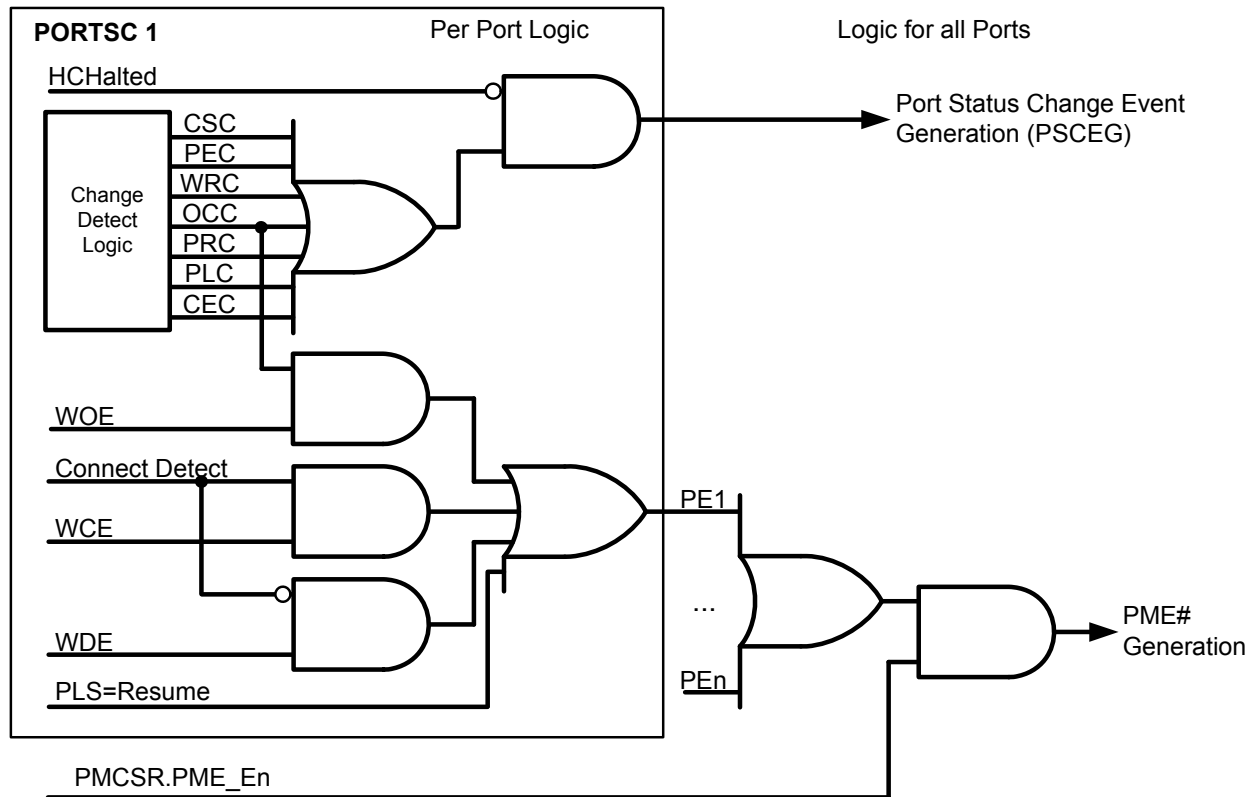 PORTSC 1
Per Port Logic
Logic for all Ports
HCHalted
Port Status Change Event
Generation (PSCEG)
Change
Detect
Logic
CSC
PEC
WRC
OCC
PRC
PLC
CEC
WOE
Connect Detect
WCE
WDE
PLS=Resume
PE1
...
PEn
PME#
Generation
PMCSR.PME_En